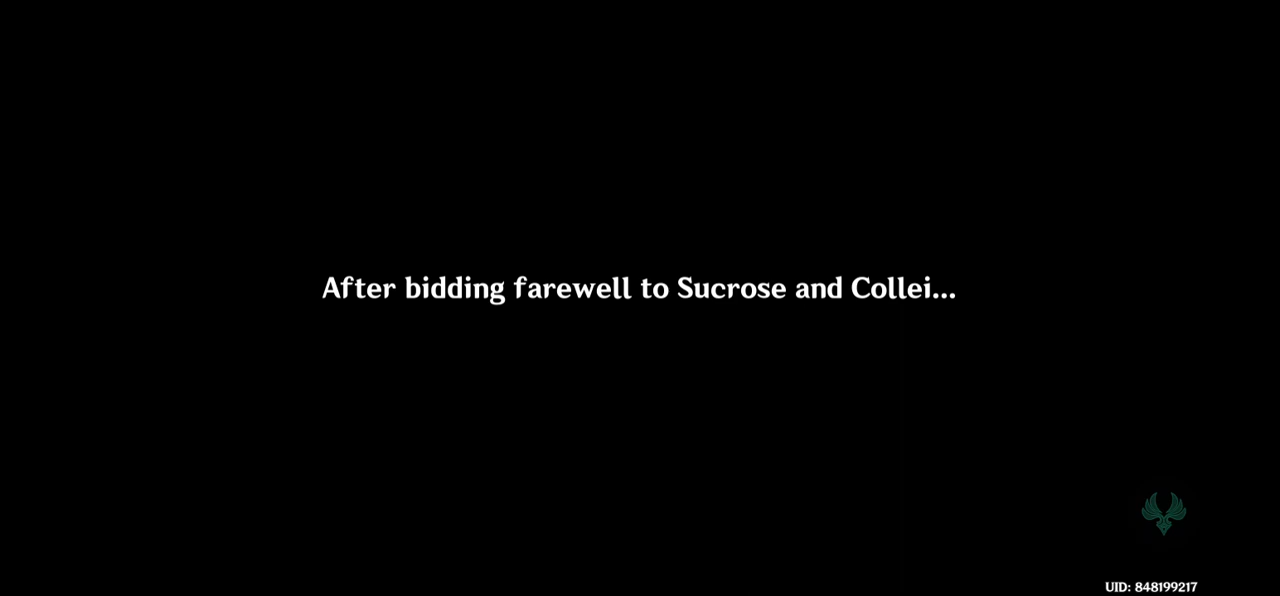 After bidding farewell to Sucrose and Collei...
UID: 848199217